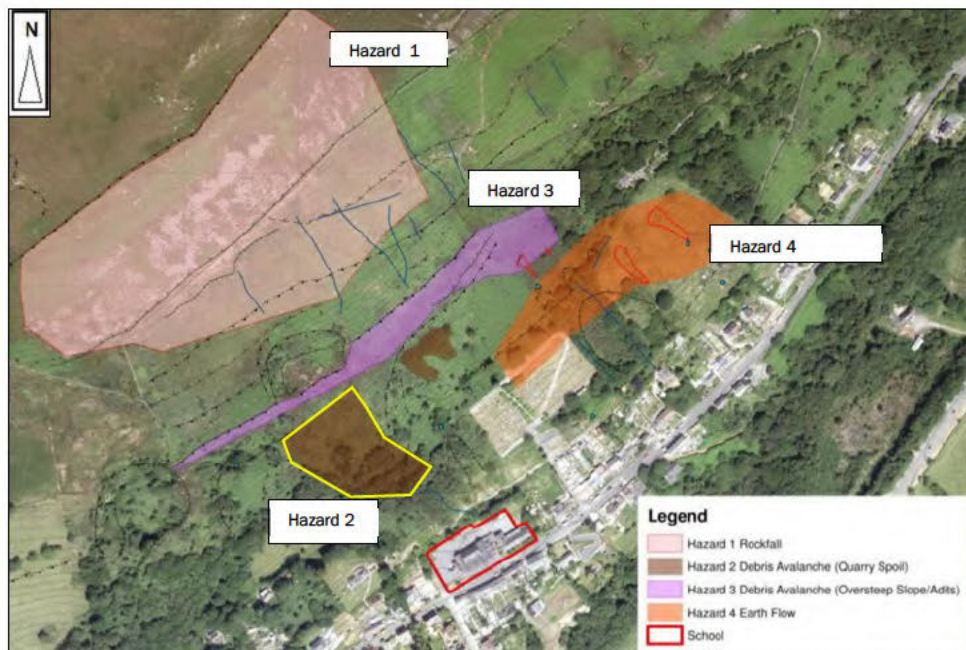 N
Hazard 1
Hazard 3
Hazard 4
Hazard 2
Legend
Hazard 1 Rockfall
Hazard 2 Debris Avalanche (Quarry Spoil)
Hazard 3 Debris Avalanche (Oversteep Slope/Adits)
Hazard 4 Earth Flow
School